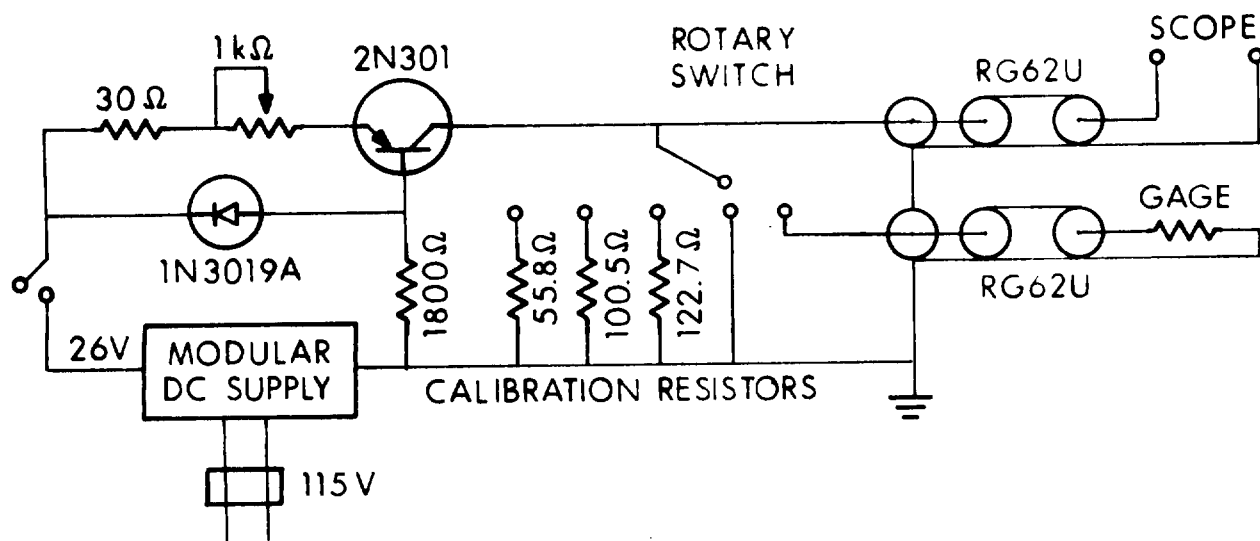 SCOPE
1kΩ
2N301
ROTARY
SWITCH
RG62U
30Ω
GAGE
1N3019A
1800Ω
55.8Ω
100.5Ω
122.7Ω
RG62U
26V
MODULAR
DC SUPPLY
CALIBRATION RESISTORS
115V